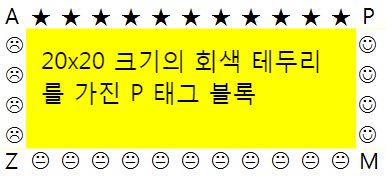 A ★ ★ ★ ★ ★ ★ ★ ★ ★ ★ ★ P
20x20 크기의 회색 테두리
를 가진 P 태그 블록
Z 😐 😐 😐 😐 😐 😐 😐 😐 😐 😐 😐 M